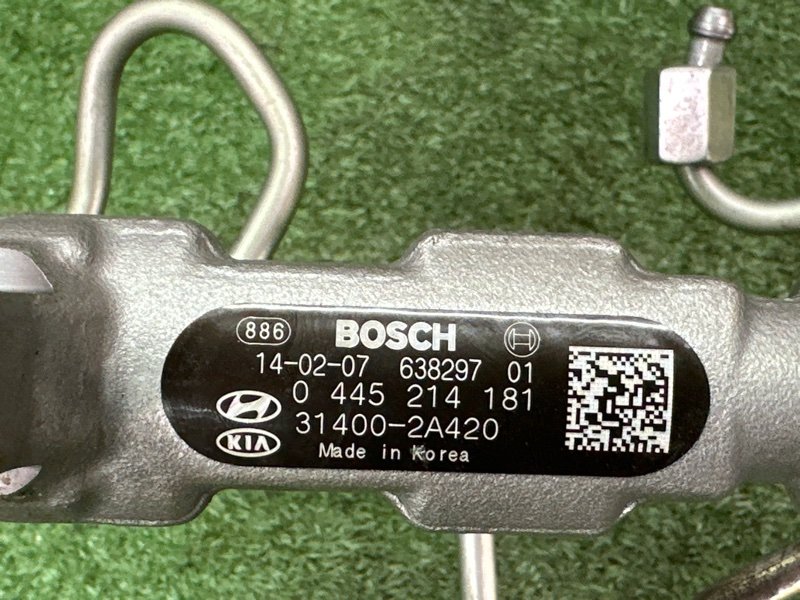 886 BOSCH
14-02-07 638297 01
0 445 214 181
31400-2A420
KIA
Made in Korea